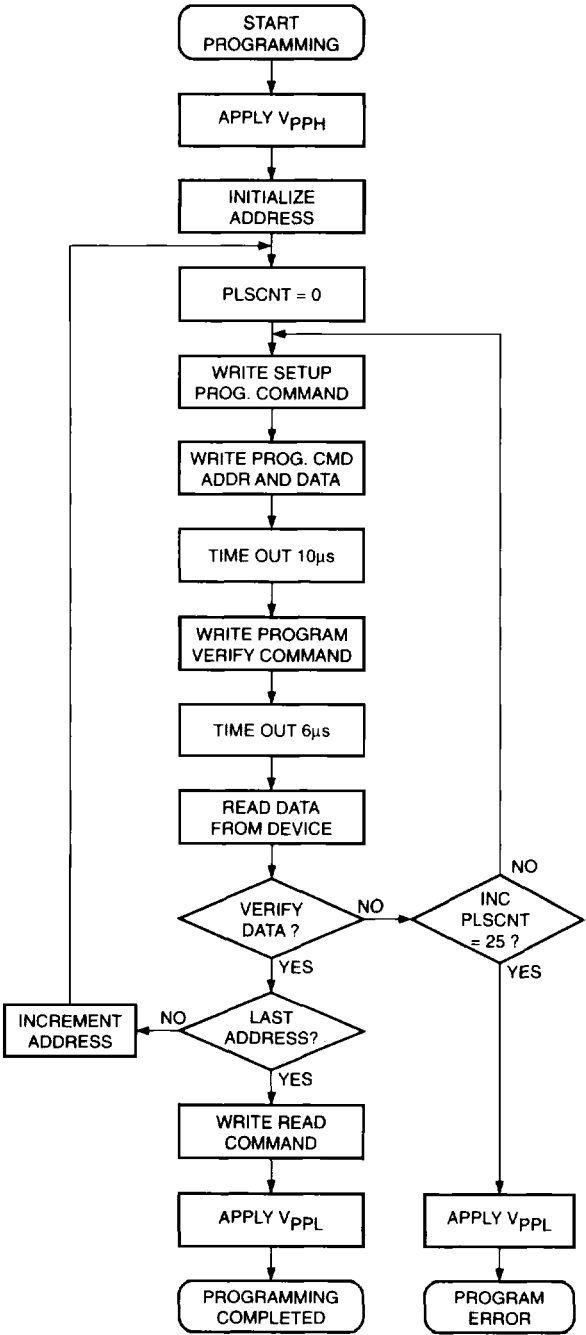 START
PROGRAMMING
APPLY VPPH
INITIALIZE
ADDRESS
PLSCNT = 0
WRITE SETUP
PROG. COMMAND
WRITE PROG. CMD
ADDR AND DATA
TIME OUT 10µs
WRITE PROGRAM
VERIFY COMMAND
TIME OUT 6µs
READ DATA
FROM DEVICE
VERIFY
DATA ?
NO
YES
INC
PLSCNT
= 25 ?
NO
YES
LAST
ADDRESS?
NO
YES
INCREMENT
ADDRESS
WRITE READ
COMMAND
APPLY VPPL
APPLY VPPL
PROGRAMMING
COMPLETED
PROGRAM
ERROR